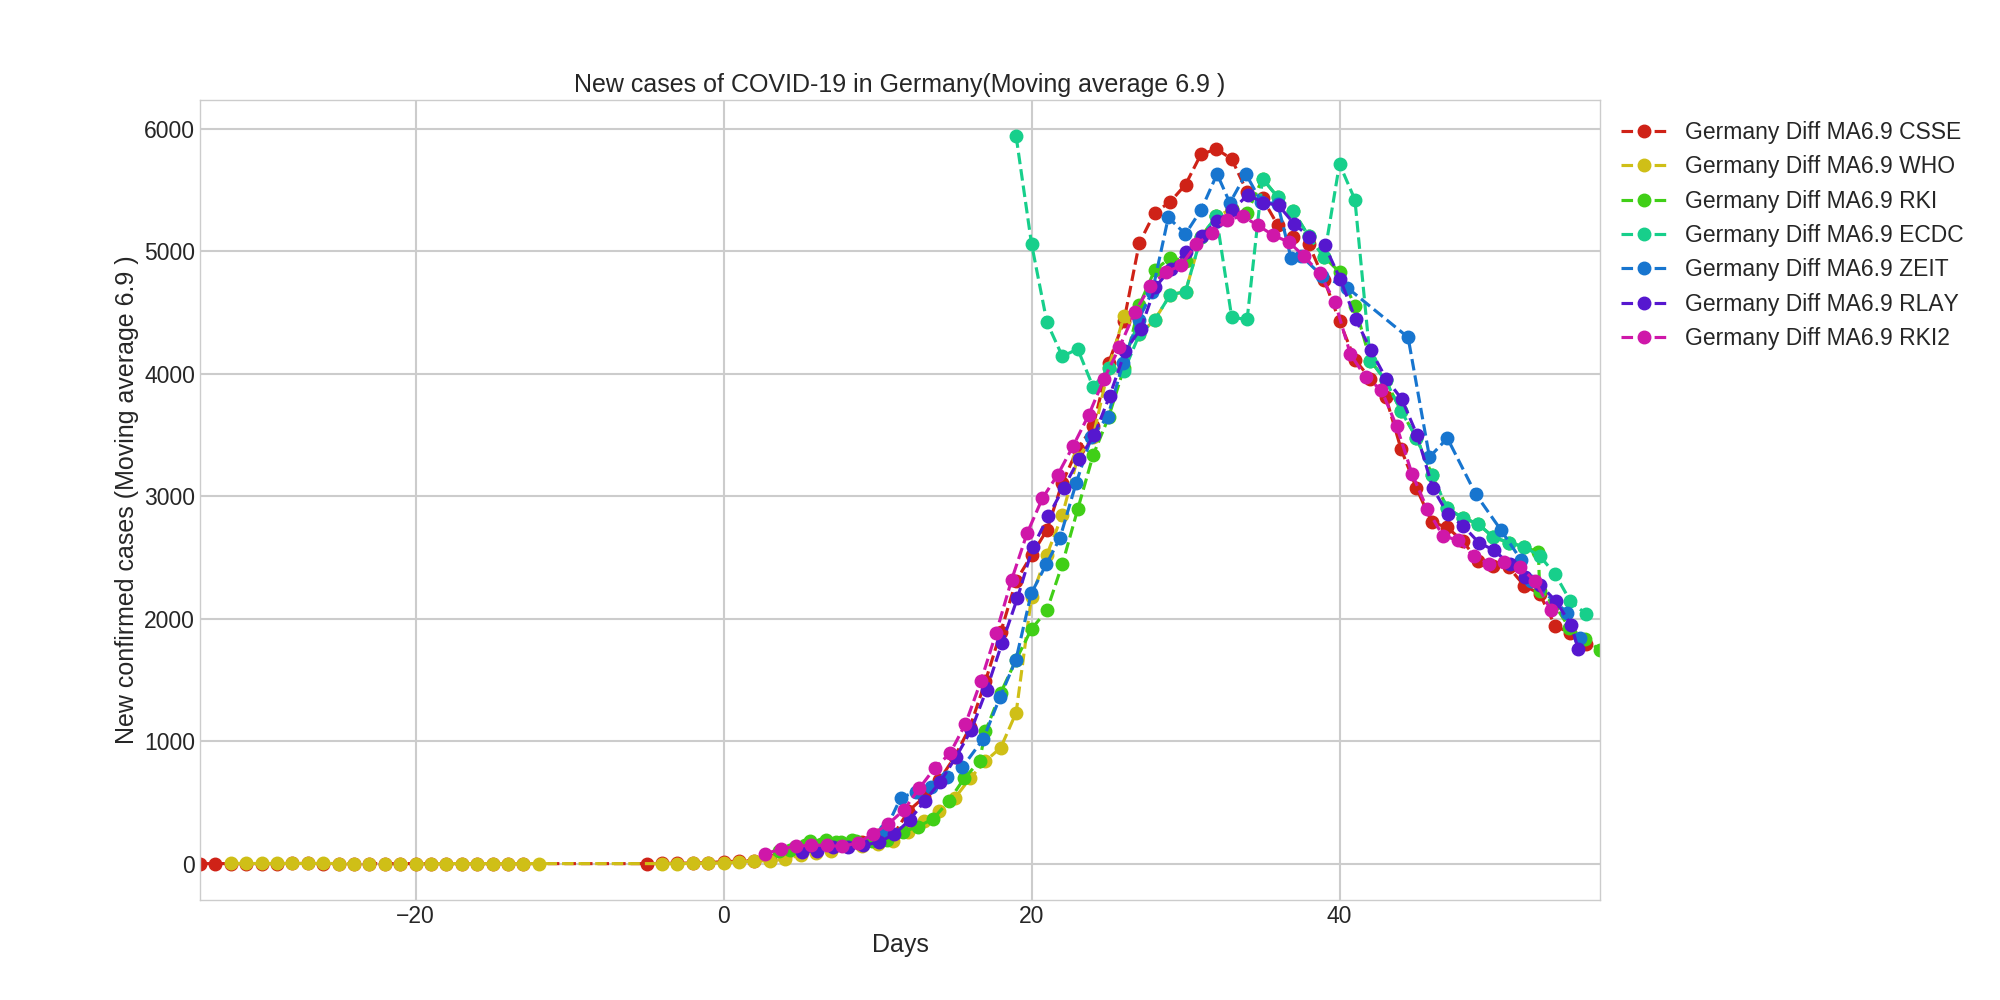 New cases of COVID-19 in Germany(Moving average 6.9 )
New confirmed cases (Moving average 6.9 )
6000
5000
4000
3000
2000
1000
0
−20
0
20
40
Days
Germany Diff MA6.9 CSSE
Germany Diff MA6.9 WHO
Germany Diff MA6.9 RKI
Germany Diff MA6.9 ECDC
Germany Diff MA6.9 ZEIT
Germany Diff MA6.9 RLAY
Germany Diff MA6.9 RKI2